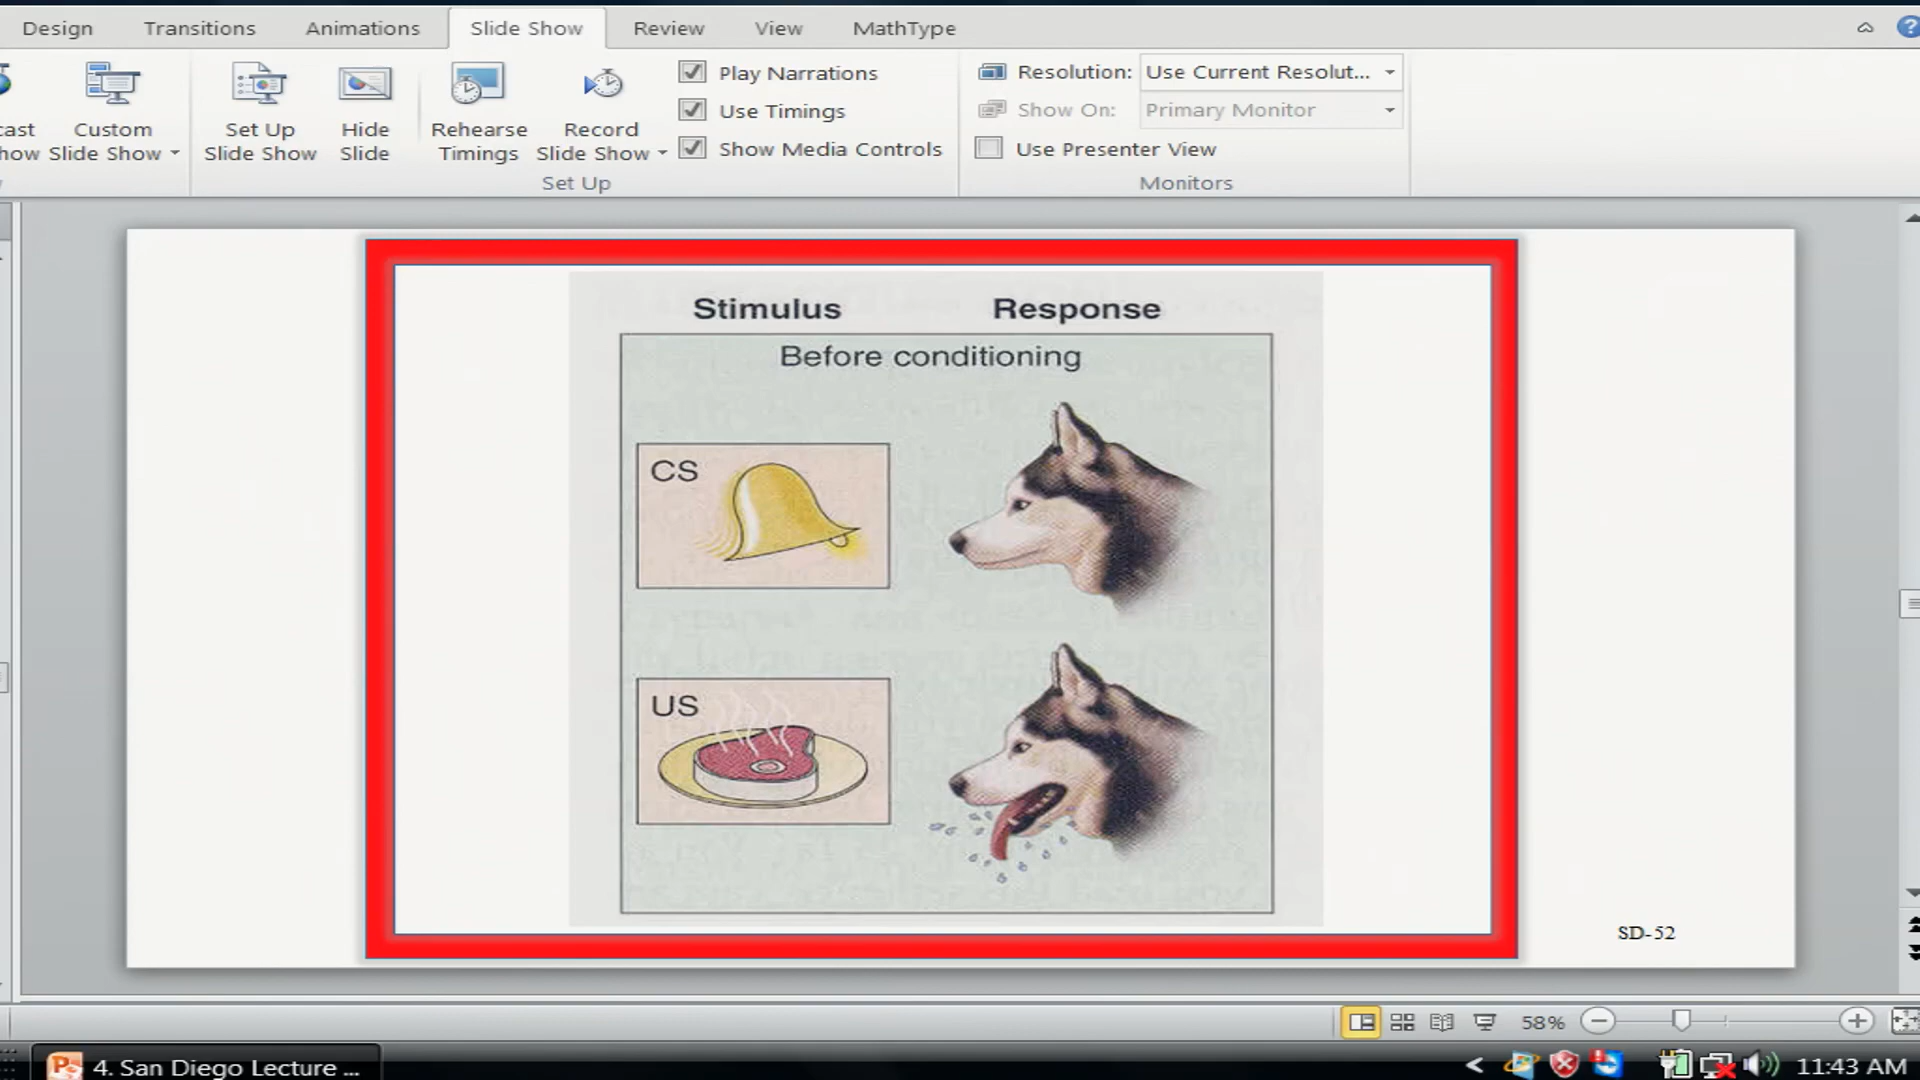 Design Transitions Animations Slide Show Review View MathType
cast Custom Set Up Hide Rehearse Record
how Slide Show Slide Show Slide Timings Slide Show
Play Narrations
Use Timings
Show Media Controls
Set Up
Resolution: Use Current Resolut...
Show On: Primary Monitor
Use Presenter View
Monitors
Stimulus Response
Before conditioning
CS
US
SD-52
58%
4. San Diego Lecture ...
11:43 AM